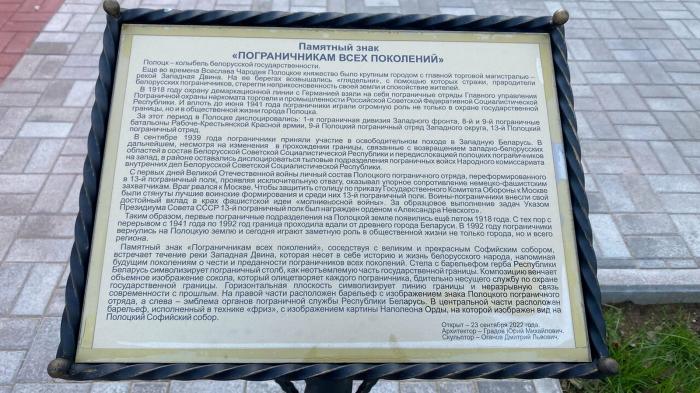 Памятный знак
«ПОГРАНИЧНИКАМ ВСЕХ ПОКОЛЕНИЙ»
Полоцк – колыбель белорусской государственности.
Еще во времена Всеслава Чародея Полоцкое княжество было крупным городом с главной торговой магистралью –
рекой Западная Двина. На ее берегах возвышались «глядельни», с помощью которых стражи, прародители
белорусских пограничников, стерегли неприкосновенность своей земли и спокойствие жителей.
В 1918 году охрану демаркационной линии с Германией взяли на себя пограничные отряды Главного управления
Пограничной охраны наркомата торговли и промышленности Российской Советской Федеративной Социалистической
Республики. И вплоть до июня 1941 года пограничники играли огромную роль не только в охране государственной
границы, но и в общественной жизни города Полоцка.
За этот период в Полоцке дислоцировались: 1-я пограничная дивизия Западного фронта, 8-й и 9-й пограничные
батальоны Рабоче-Крестьянской Красной армии, 9-й Полоцкий пограничный отряд Западного округа, 13-й Полоцкий
пограничный отряд.
В сентябре 1939 года пограничники приняли участие в освободительном походе в Западную Беларусь. В
дальнейшем, несмотря на изменения в прохождении границы, связанные с возвращением западно-белорусских
областей в состав Белорусской Советской Социалистической Республики и передислокацией полоцких пограничников
на запад, в районе оставались дислоцироваться тыловые подразделения пограничных войск Народного комиссариата
внутренних дел Белорусской Советской Социалистической Республики.
С первых дней Великой Отечественной войны личный состав Полоцкого пограничного отряда, переформированного
в 13-й пограничный полк, проявляя исключительную отвагу, оказывал упорное сопротивление немецко-фашистским
захватчикам. Враг рвался к Москве. Чтобы защитить столицу по приказу Государственного Комитета Обороны к Москве
были стянуты лучшие воинские формирования и среди них 13-й пограничный полк. Воины-пограничники внесли свой
достойный вклад в крах фашистской идеи «молниеносной войны». За образцовое выполнение задач Указом
Президиума Совета СССР 13-й пограничный полк был награжден орденом «Александра Невского».
Таким образом, первые пограничные подразделения на Полоцкой земле появились ещё летом 1918 года. С тех пор с
перерывом с 1941 года по 1992 год граница проходила вдали от древнего города Беларуси. В 1992 году пограничники
вернулись на Полоцкую землю и сегодня играют заметную роль в общественной жизни не только города, но и всего
региона.
Памятный знак «Пограничникам всех поколений», соседствуя с великим и прекрасным Софийским собором,
встречает течение реки Западная Двина, которая несет в себе историю и жизнь белорусского народа, напоминая
будущим поколениям о чести и преданности пограничников всех поколений. Стела с барельефом герба Республики
Беларусь символизирует пограничный столб, как неотъемлемую часть государственной границы. Композицию венчает
объемное изображение сокола, который олицетворяет каждого пограничника, бдительно несущего службу по охране
государственной границы. Горизонтальная плоскость символизирует линию границы и неразрывную связь
современности с прошлым. На правой части расположен барельеф с изображением знака Полоцкого пограничного
отряда, а слева – эмблема органов пограничной службы Республики Беларусь. В центральной части расположен
барельеф, исполненный в технике «фриз», с изображением картины Наполеона Орды, на которой изображен вид на
Полоцкий Софийский собор.
Открыт – 23 сентября 2022 года.
Архитектор – Градов Юрий Михайлович.
Скульптор – Оганов Дмитрий Львович.